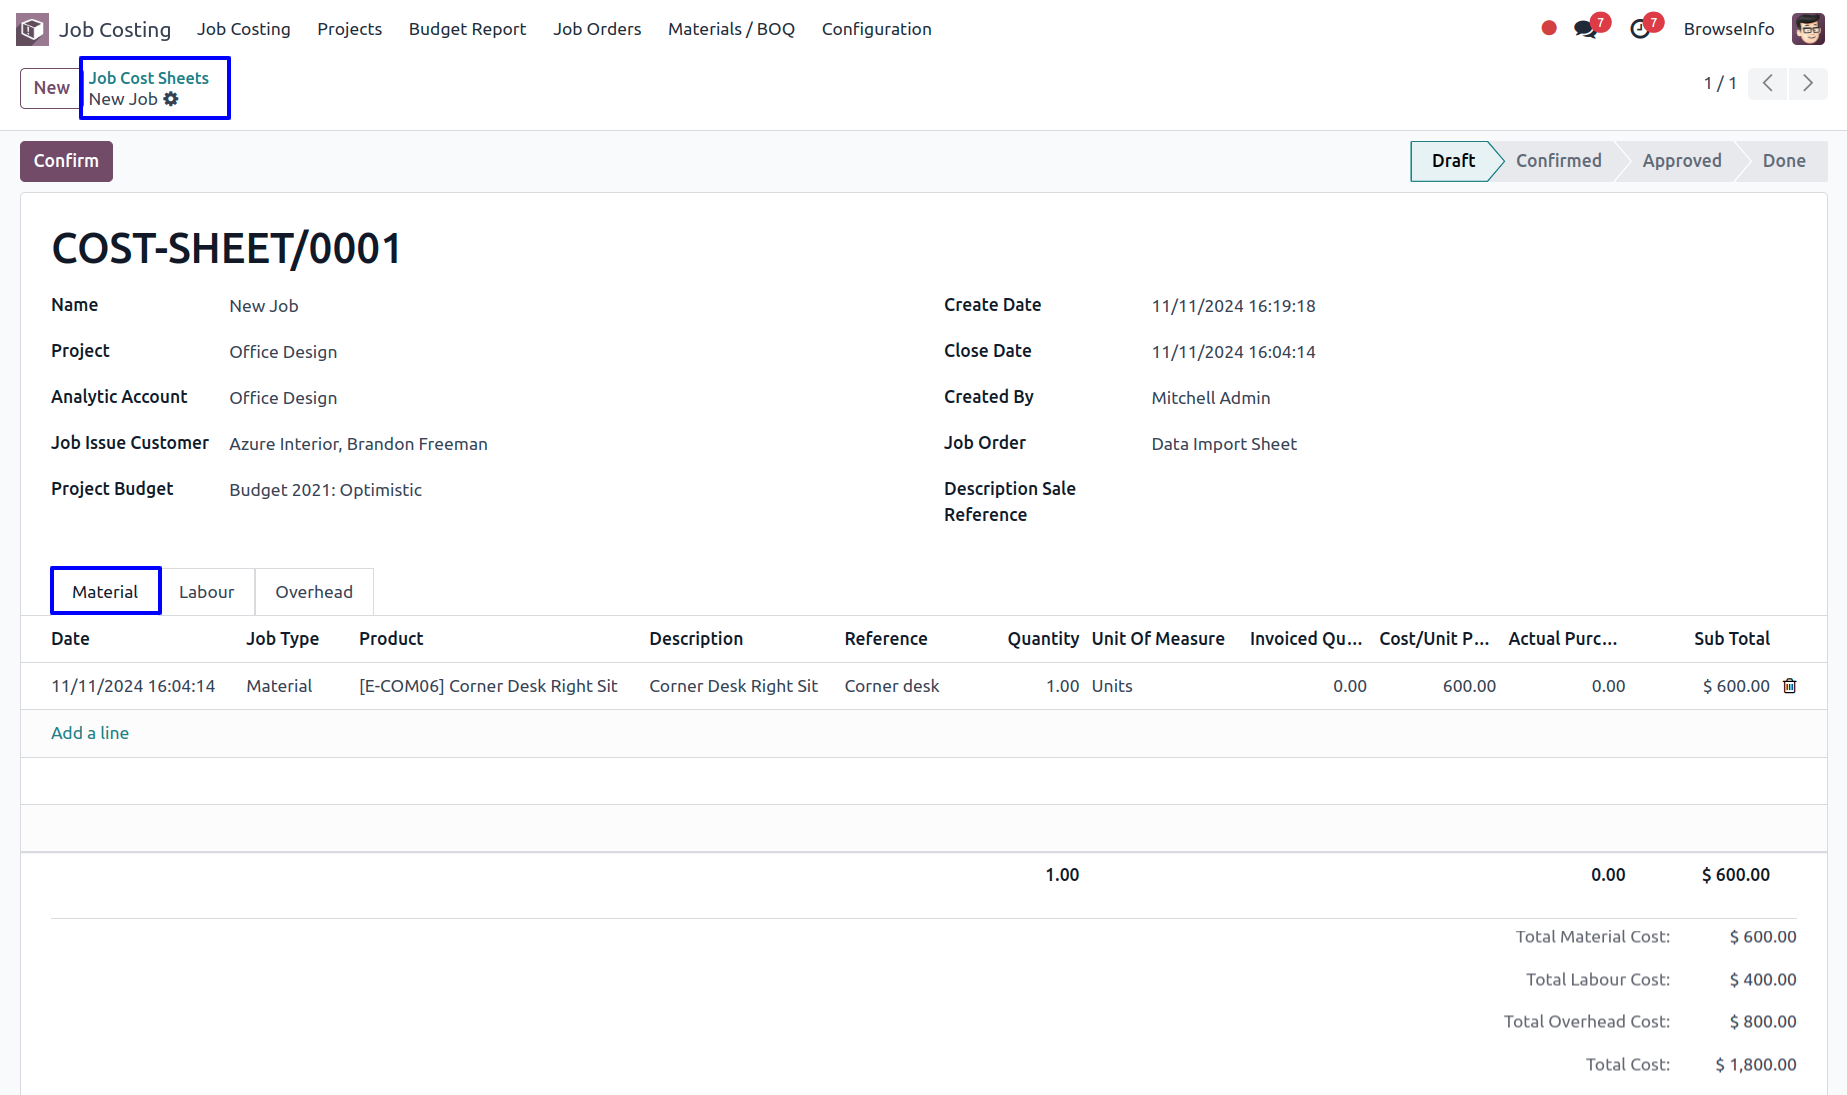 Job Costing Job Costing Projects Budget Report Job Orders Materials / BOQ Configuration 7 7 BrowseInfo
New Job Cost Sheets
New Job
1 / 1
Confirm Draft Confirmed Approved Done
COST-SHEET/0001
Name New Job Create Date 11/11/2024 16:19:18
Project Office Design Close Date 11/11/2024 16:04:14
Analytic Account Office Design Created By Mitchell Admin
Job Issue Customer Azure Interior, Brandon Freeman Job Order Data Import Sheet
Project Budget Budget 2021: Optimistic Description Sale
Reference
Material Labour Overhead
Date Job Type Product Description Reference Quantity Unit Of Measure Invoiced Qu... Cost/Unit P... Actual Purc... Sub Total
11/11/2024 16:04:14 Material [E-COM06] Corner Desk Right Sit Corner Desk Right Sit Corner desk 1.00 Units 0.00 600.00 0.00 $ 600.00
Add a line
1.00 0.00 $ 600.00
Total Material Cost: $ 600.00
Total Labour Cost: $ 400.00
Total Overhead Cost: $ 800.00
Total Cost: $ 1,800.00